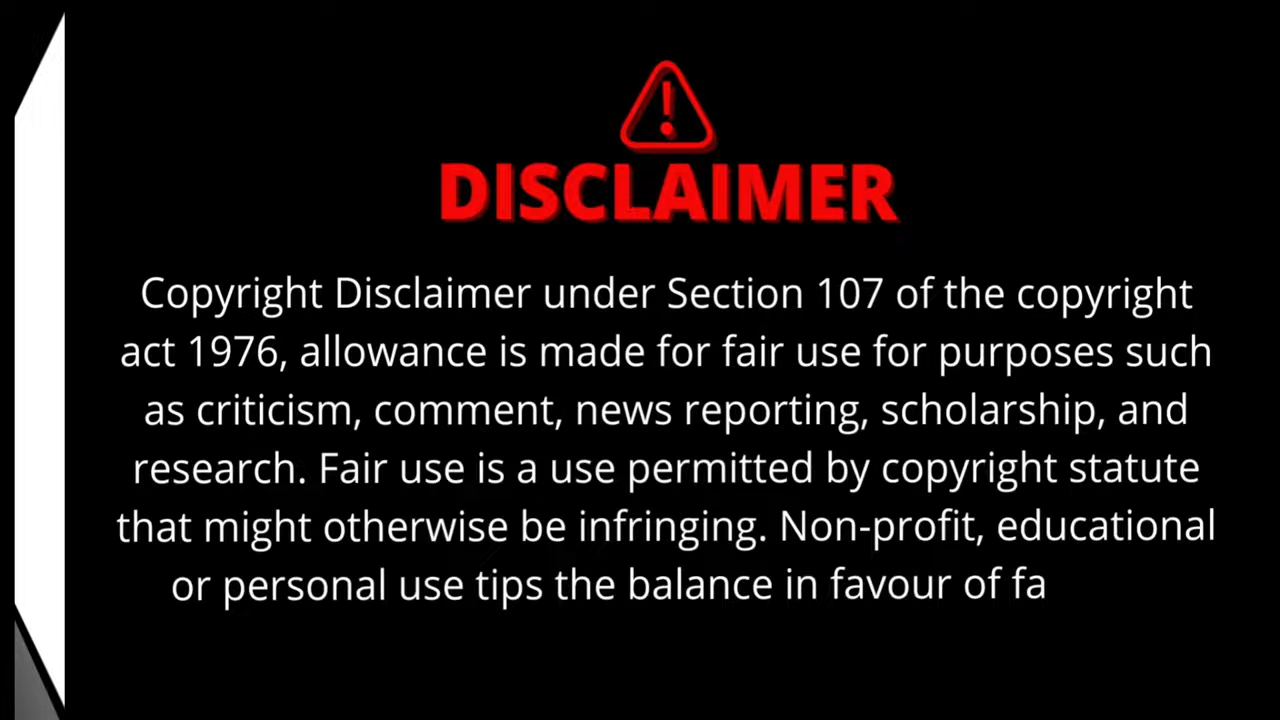 DISCLAIMER
Copyright Disclaimer under Section 107 of the copyright
act 1976, allowance is made for fair use for purposes such
as criticism, comment, news reporting, scholarship, and
research. Fair use is a use permitted by copyright statute
that might otherwise be infringing. Non-profit, educational
or personal use tips the balance in favour of fa